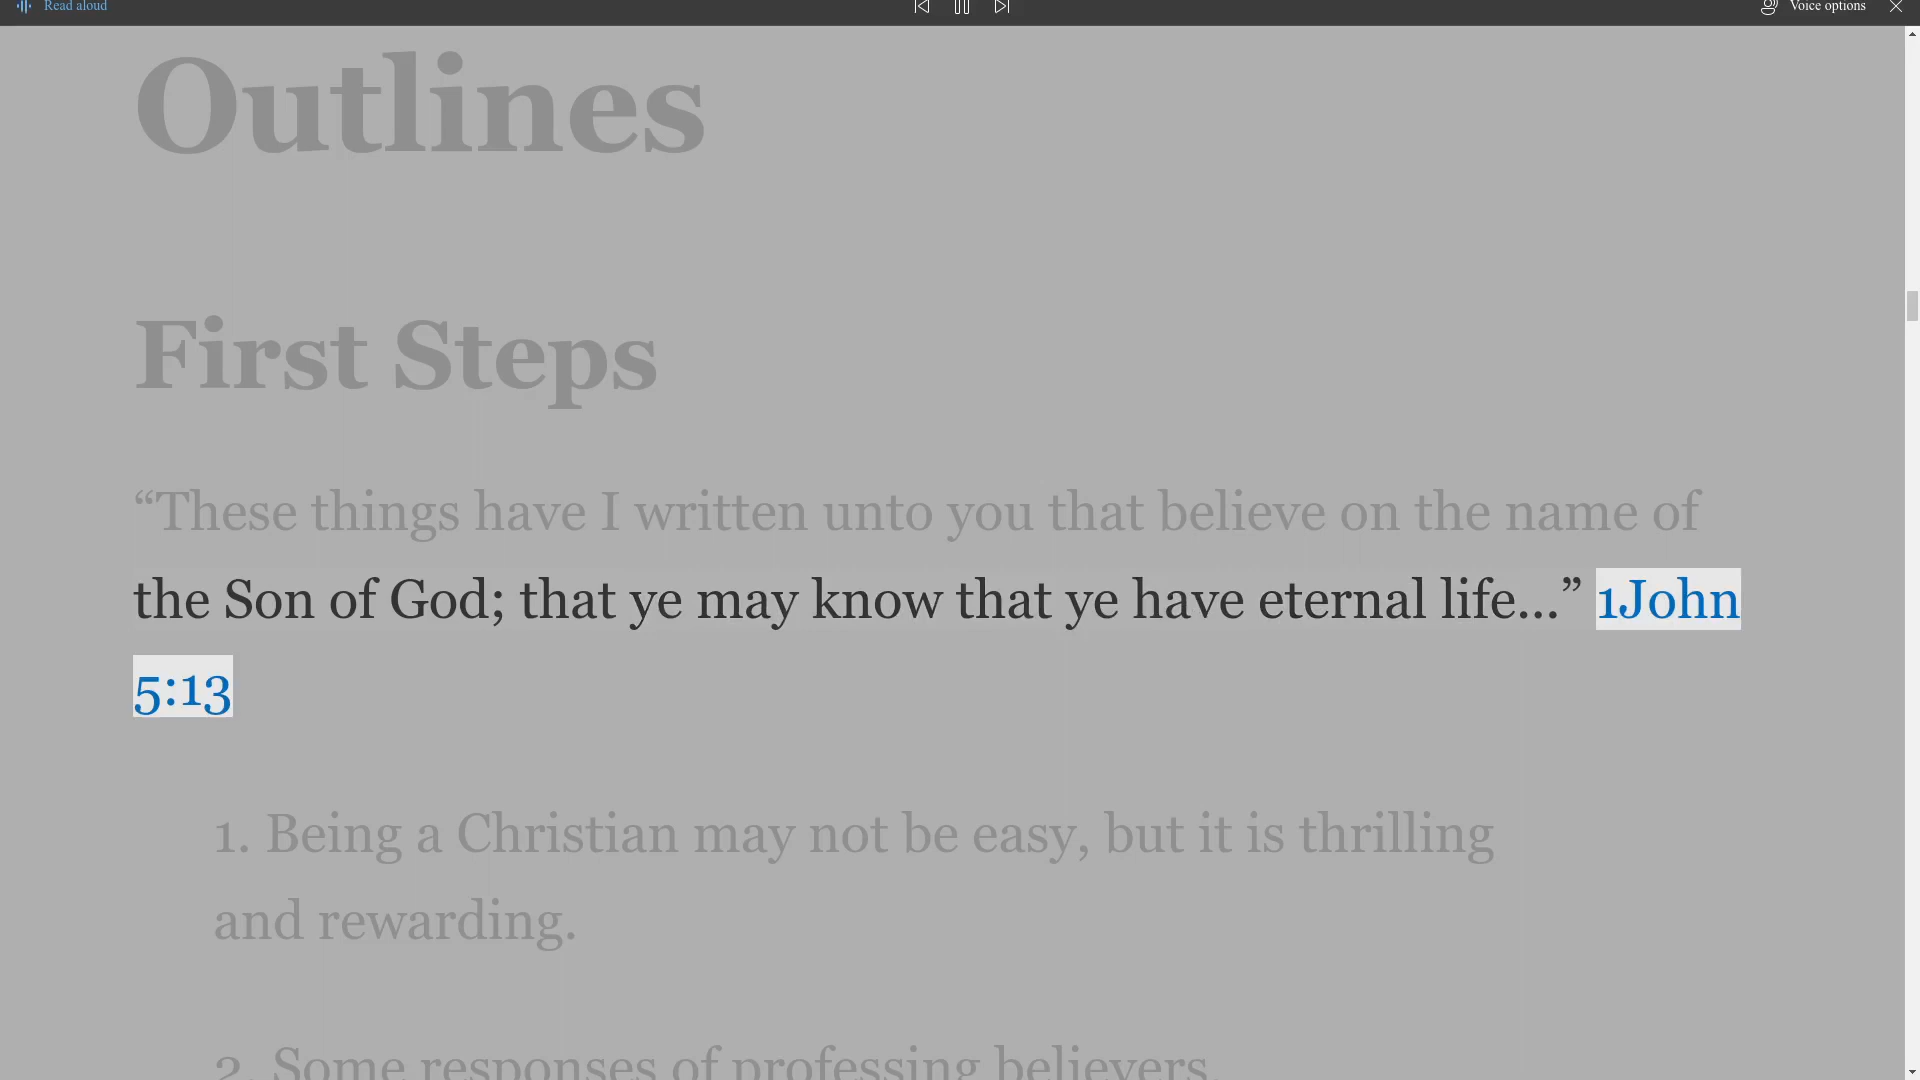 Read aloud
Voice options
Outlines
First Steps
“These things have I written unto you that believe on the name of
the Son of God; that ye may know that ye have eternal life...” 1John
5:13
1. Being a Christian may not be easy, but it is thrilling
and rewarding.
2. Some responses of professing believers.